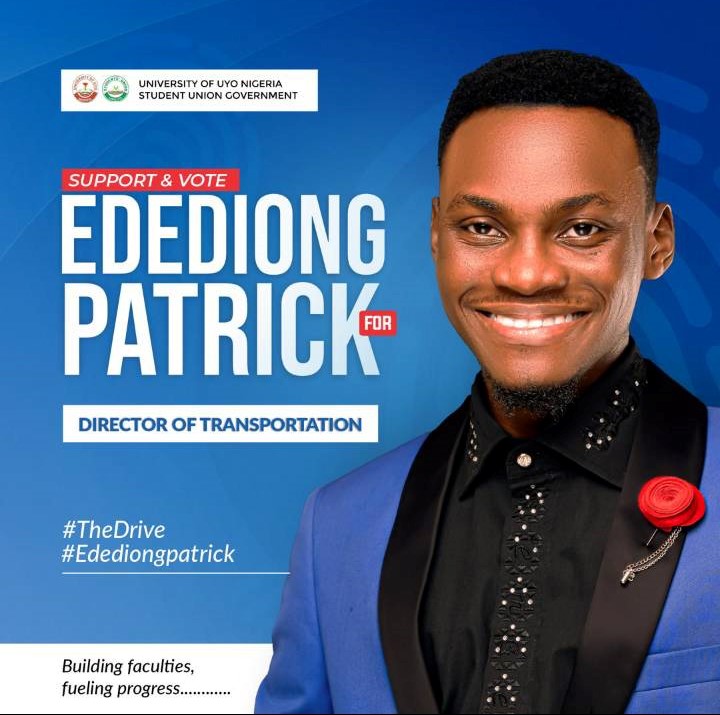 UNIVERSITY OF UYO NIGERIA
STUDENT UNION GOVERNMENT
SUPPORT & VOTE
EDEDIONG
PATRICK
FOR
DIRECTOR OF TRANSPORTATION
#TheDrive
#Edediongpatrick
Building faculties,
fueling progress............